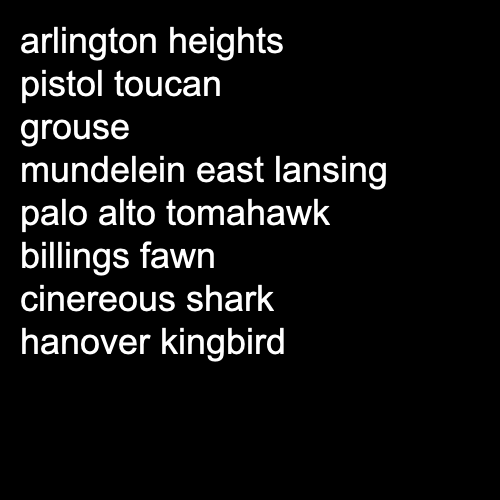 arlington heights
pistol toucan
grouse
mundelein east lansing
palo alto tomahawk
billings fawn
cinereous shark
hanover kingbird